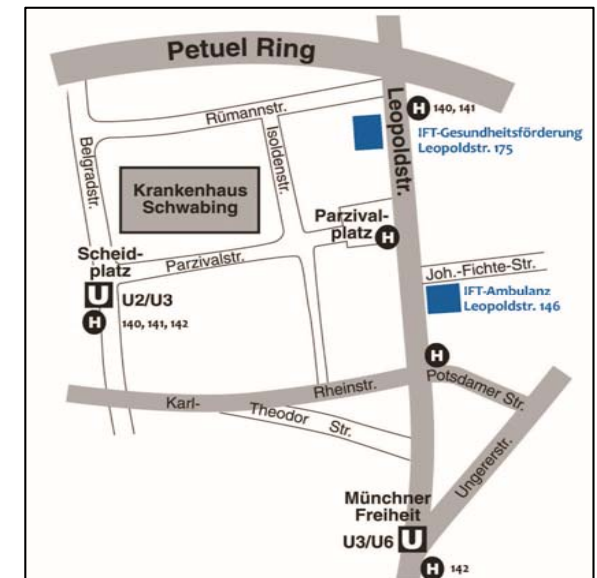 Petuel Ring
Leopoldstr.
H 140, 141
IFT-Gesundheitsförderung
Leopoldstr. 175
Rümannstr.
Isoldenstr.
Belgradstr.
Krankenhaus
Schwabing
Parzival-
platz
H
Scheid-
platz
Parzivalstr.
U U2/U3
H 140, 141, 142
Joh.-Fichte-Str.
IFT-Ambulanz
Leopoldstr. 146
H
Potsdamer Str.
Karl-
Theodor Str.
Rheinstr.
Ungererstr.
Münchner
Freiheit
U3/U6 U
H 142